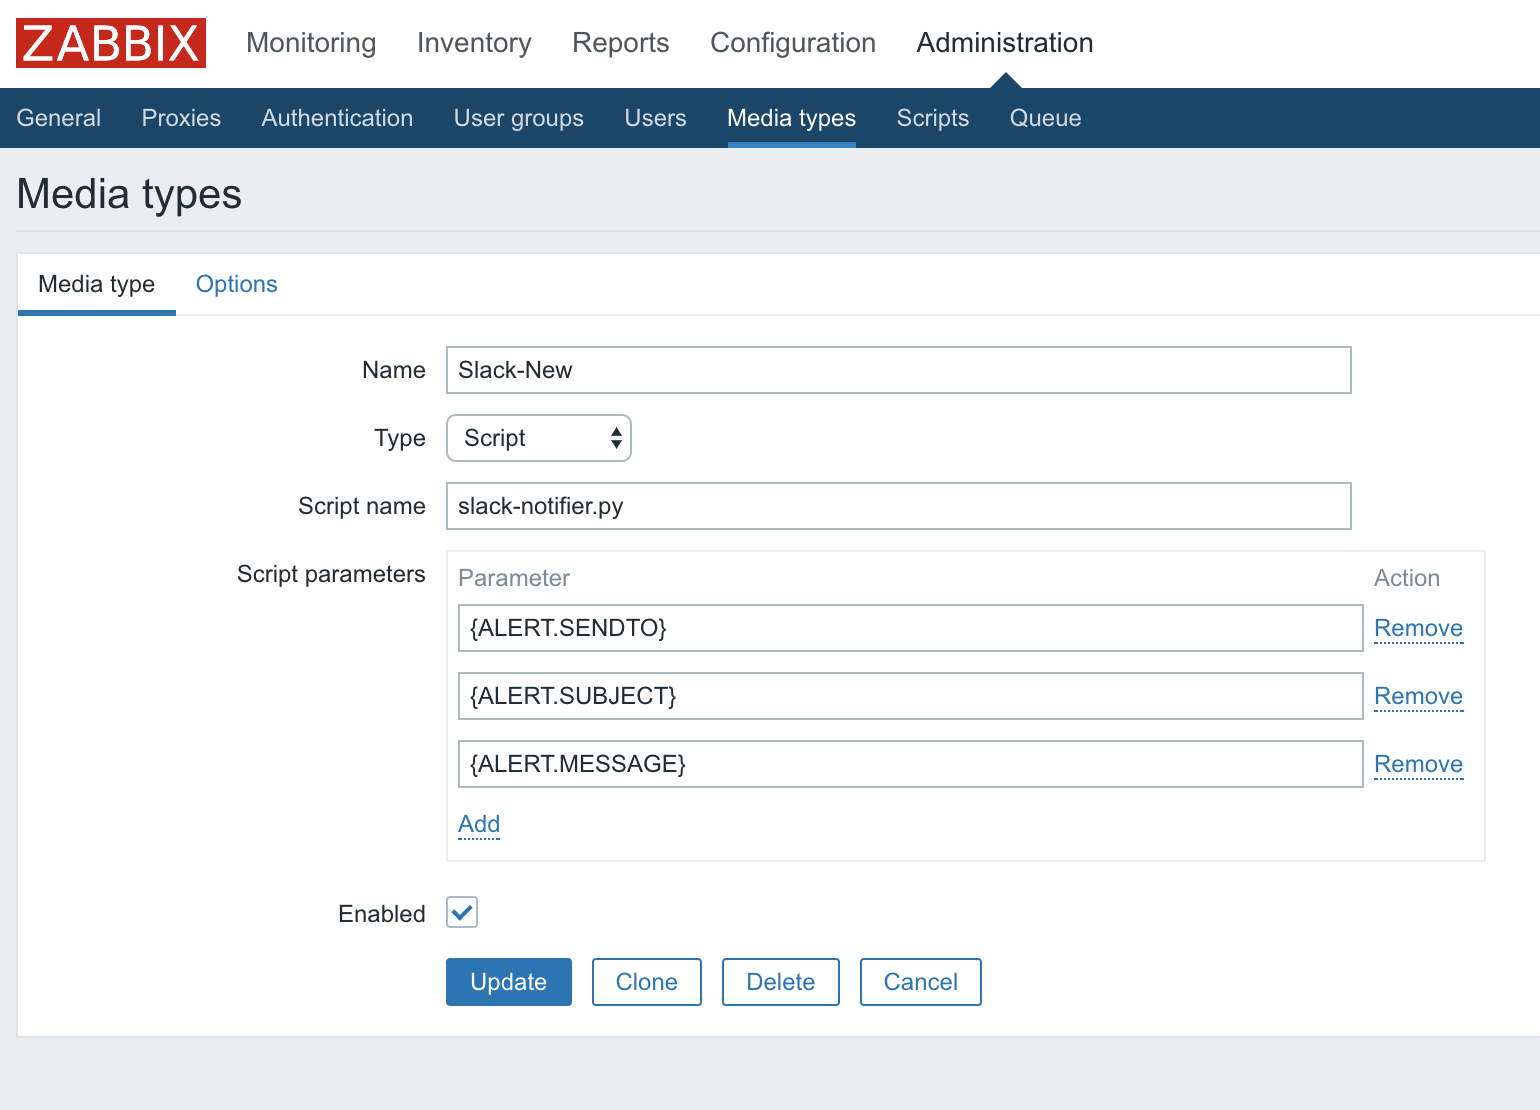 ZABBIX Monitoring Inventory Reports Configuration Administration
General Proxies Authentication User groups Users Media types Scripts Queue
Media types
Media type Options
Name Slack-New
Type Script
Script name slack-notifier.py
Script parameters Parameter Action
{ALERT.SENDTO} Remove
{ALERT.SUBJECT} Remove
{ALERT.MESSAGE} Remove
Add
Enabled
Update Clone Delete Cancel